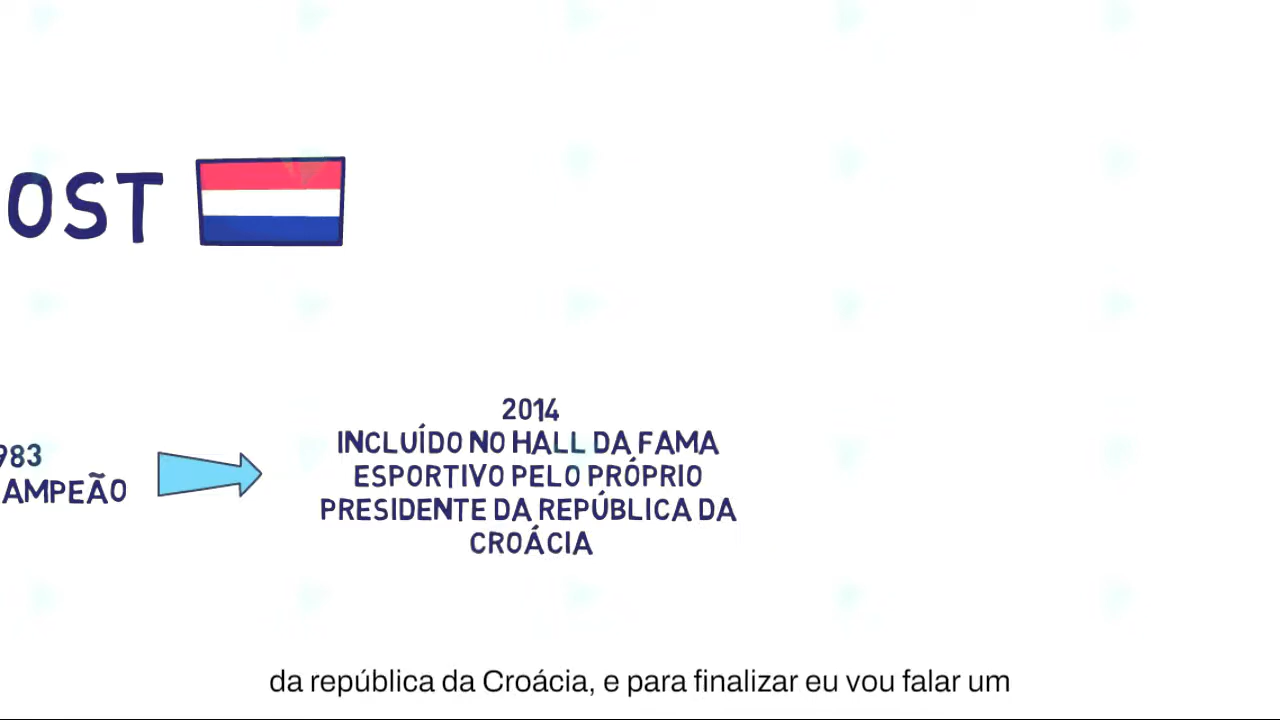 OST
983
AMPEÃO
2014
INCLUÍDO NO HALL DA FAMA
ESPORTIVO PELO PRÓPRIO
PRESIDENTE DA REPÚBLICA DA
CROÁCIA
da república da Croácia, e para finalizar eu vou falar um